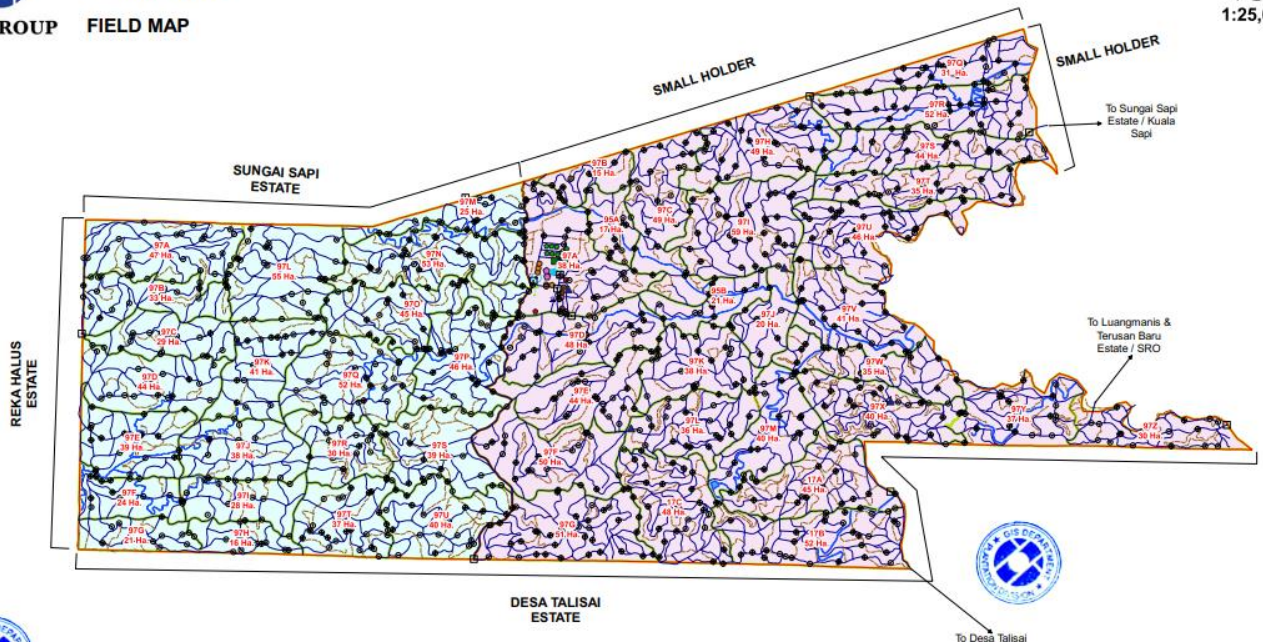 ROUP FIELD MAP
1:25,
SMALL HOLDER
SMALL HOLDER
To Sungai Sapi
Estate / Kuala
Sapi
SUNGAI SAPI
ESTATE
REKA HALUS
ESTATE
To Luangmanis &
Terusan Baru
Estate / SRO
DESA TALISAI
ESTATE
To Desa Talisai
GIS DEPARTMENT
PLANTATION DIVISION
97A
47 Ha.
97B
33 Ha.
97C
29 Ha.
97D
44 Ha.
97E
39 Ha.
97F
24 Ha.
97G
21 Ha.
97L
55 Ha.
97K
41 Ha.
97J
38 Ha.
97I
28 Ha.
97H
16 Ha.
97M
25 Ha.
97N
53 Ha.
97O
45 Ha.
97P
46 Ha.
97Q
52 Ha.
97R
30 Ha.
97S
39 Ha.
97T
37 Ha.
97U
40 Ha.
97B
15 Ha.
95A
17 Ha.
97A
38 Ha.
97C
49 Ha.
97H
49 Ha.
97I
59 Ha.
95B
21 Ha.
97J
20 Ha.
97D
48 Ha.
97E
44 Ha.
97F
50 Ha.
97G
51 Ha.
97K
38 Ha.
97L
36 Ha.
97M
40 Ha.
17C
48 Ha.
17A
45 Ha.
17B
52 Ha.
97Q
31 Ha.
97R
52 Ha.
97S
44 Ha.
97T
35 Ha.
97U
46 Ha.
97V
41 Ha.
97W
35 Ha.
97X
40 Ha.
97Y
37 Ha.
97Z
30 Ha.